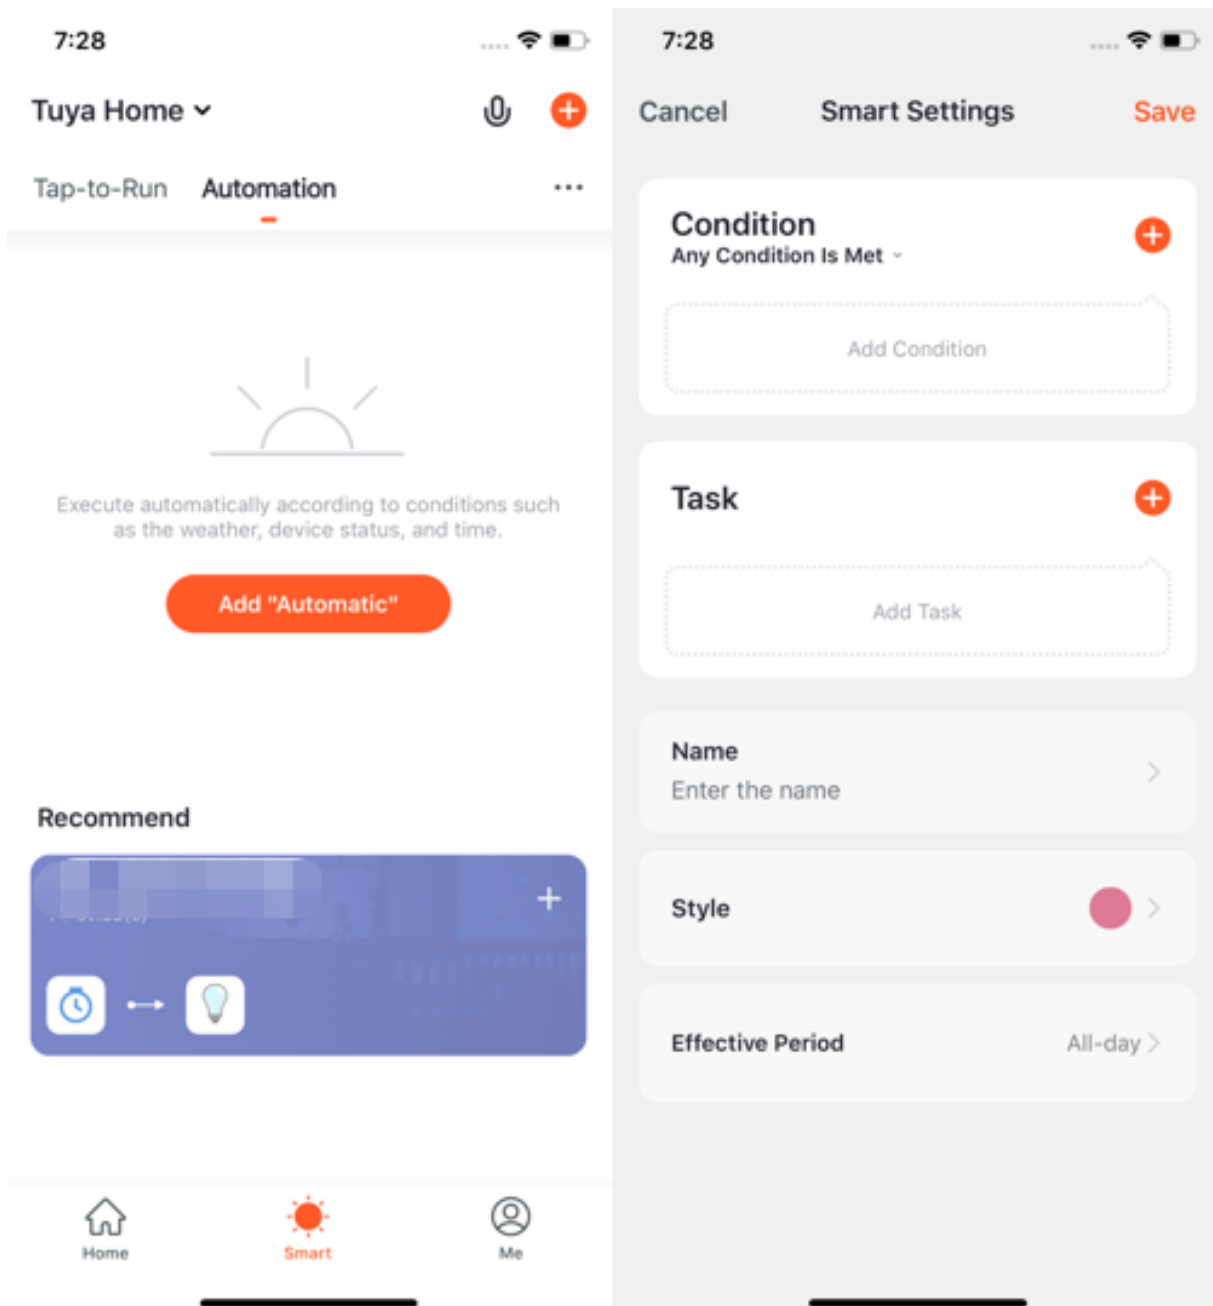 7:28
Tuya Home
Tap-to-Run Automation
Execute automatically according to conditions such
as the weather, device status, and time.
Add "Automatic"
Recommend
Home
Smart
Me
7:28
Cancel
Smart Settings
Save
Condition
Any Condition Is Met
Add Condition
Task
Add Task
Name
Enter the name
Style
Effective Period
All-day